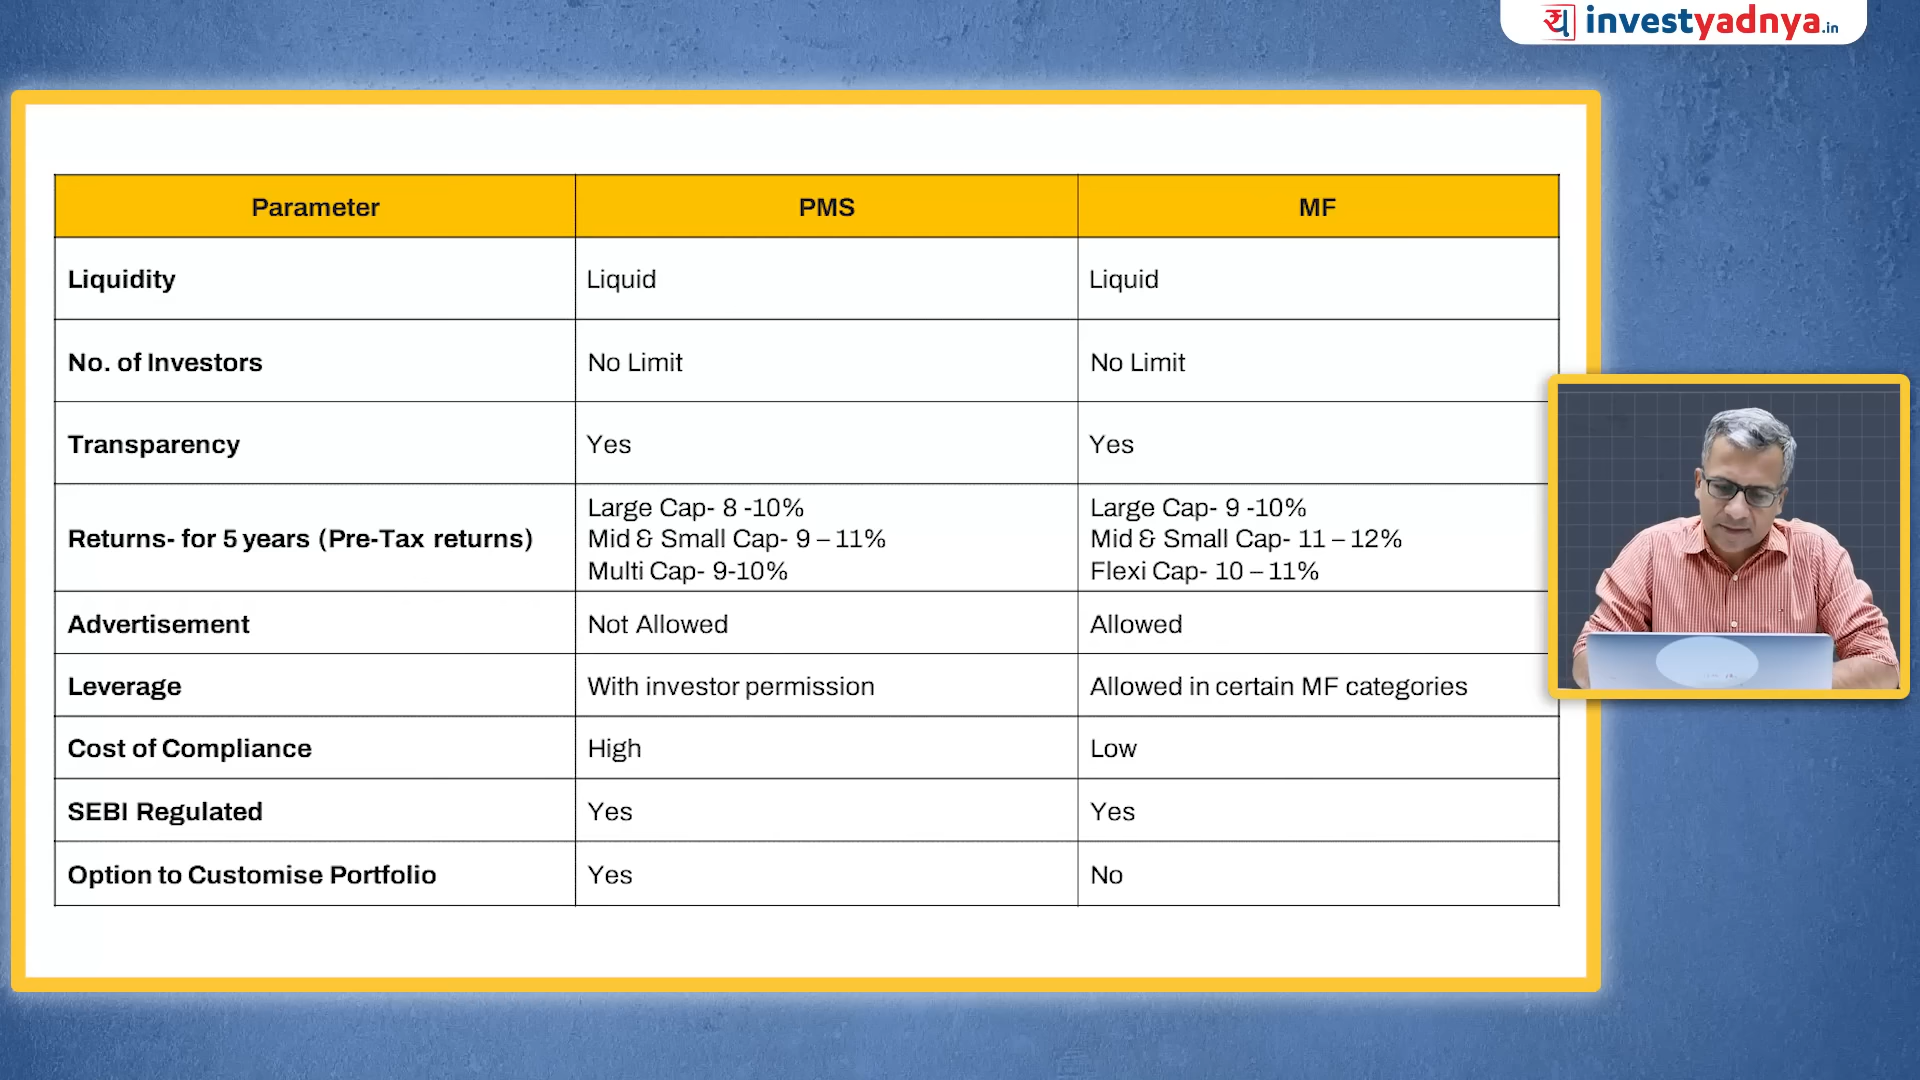 investyadnya.in
Parameter PMS MF
Liquidity Liquid Liquid
No. of Investors No Limit No Limit
Transparency Yes Yes
Returns- for 5 years (Pre-Tax returns)
Large Cap- 8 -10%
Mid & Small Cap- 9 – 11%
Multi Cap- 9-10%
Large Cap- 9 -10%
Mid & Small Cap- 11 – 12%
Flexi Cap- 10 – 11%
Advertisement Not Allowed Allowed
Leverage With investor permission Allowed in certain MF categories
Cost of Compliance High Low
SEBI Regulated Yes Yes
Option to Customise Portfolio Yes No